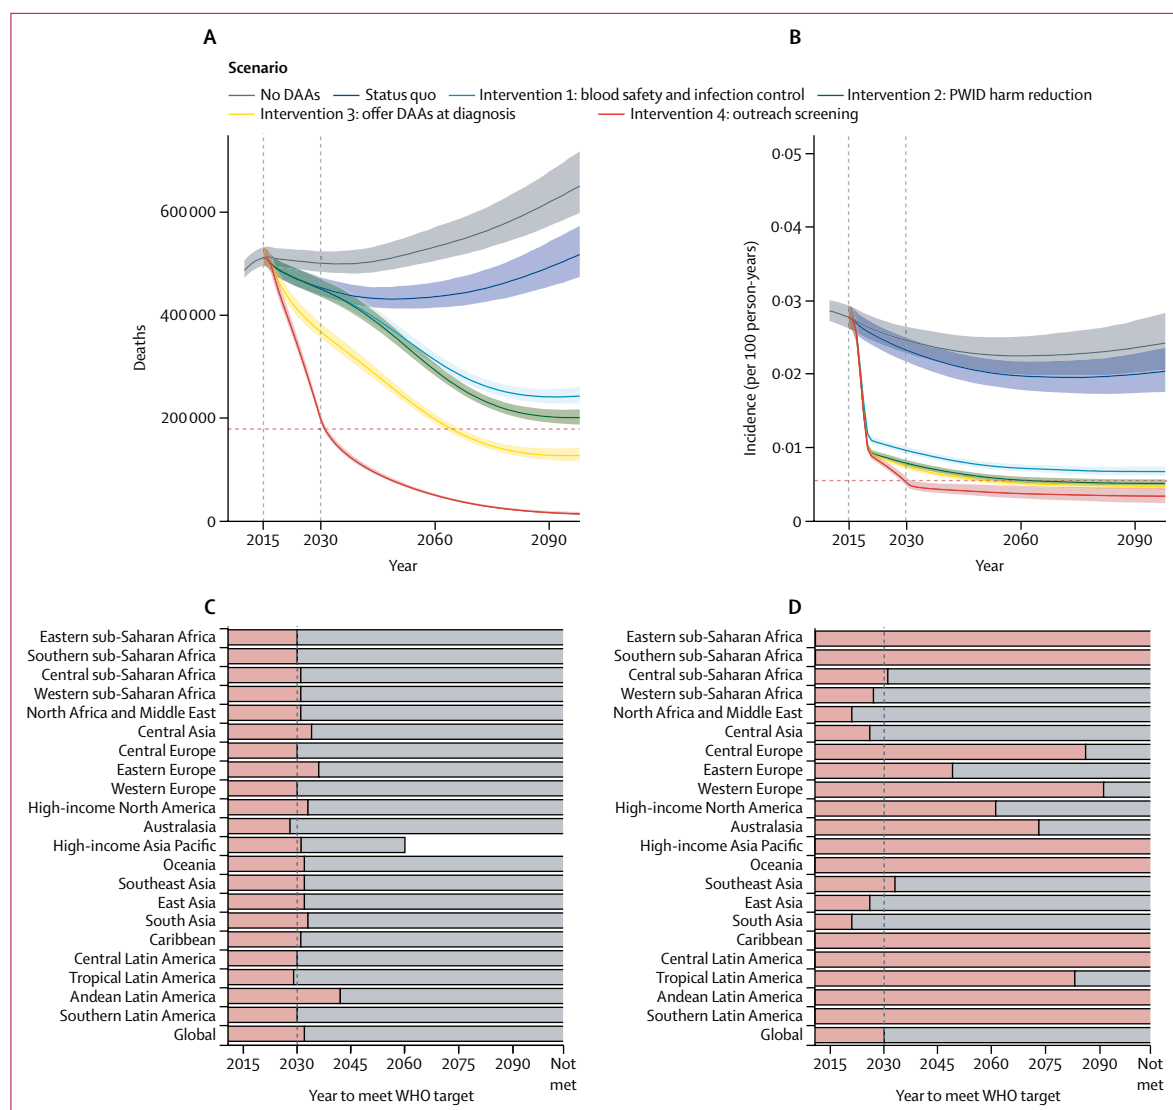 A
B
Scenario
No DAAs Status quo Intervention 1: blood safety and infection control Intervention 2: PWID harm reduction
Intervention 3: offer DAAs at diagnosis Intervention 4: outreach screening
Deaths
600 000
400 000
200 000
0
2015 2030 2060 2090
Year
Incidence (per 100 person-years)
0·05
0·04
0·03
0·02
0·01
0
2015 2030 2060 2090
Year
C
Eastern sub-Saharan Africa
Southern sub-Saharan Africa
Central sub-Saharan Africa
Western sub-Saharan Africa
North Africa and Middle East
Central Asia
Central Europe
Eastern Europe
Western Europe
High-income North America
Australasia
High-income Asia Pacific
Oceania
Southeast Asia
East Asia
South Asia
Caribbean
Central Latin America
Tropical Latin America
Andean Latin America
Southern Latin America
Global
2015 2030 2045 2060 2075 2090 Not
met
Year to meet WHO target
D
Eastern sub-Saharan Africa
Southern sub-Saharan Africa
Central sub-Saharan Africa
Western sub-Saharan Africa
North Africa and Middle East
Central Asia
Central Europe
Eastern Europe
Western Europe
High-income North America
Australasia
High-income Asia Pacific
Oceania
Southeast Asia
East Asia
South Asia
Caribbean
Central Latin America
Tropical Latin America
Andean Latin America
Southern Latin America
Global
2015 2030 2045 2060 2075 2090 Not
met
Year to meet WHO target